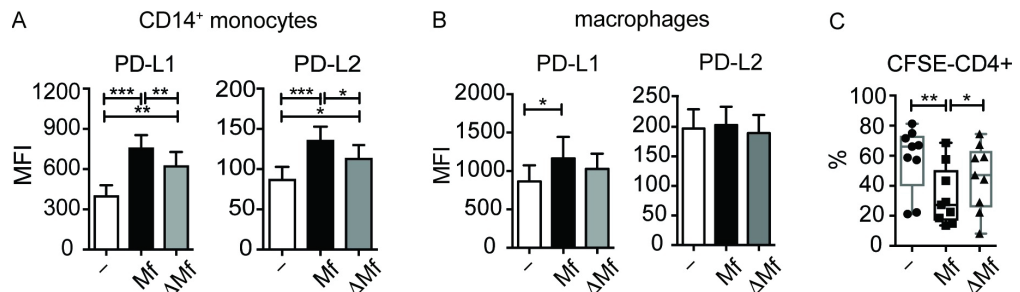 A CD14+ monocytes
B macrophages
C
PD-L1
PD-L2
PD-L1
PD-L2
CFSE-CD4+
MFI
1200
900
600
300
0
*** **
**
– Mf ΔMf
200
150
100
50
0
*** *
*
– Mf ΔMf
MFI
2000
1500
1000
500
0
*
– Mf ΔMf
250
200
150
100
50
0
– Mf ΔMf
%
100
80
60
40
20
0
** *
– Mf ΔMf